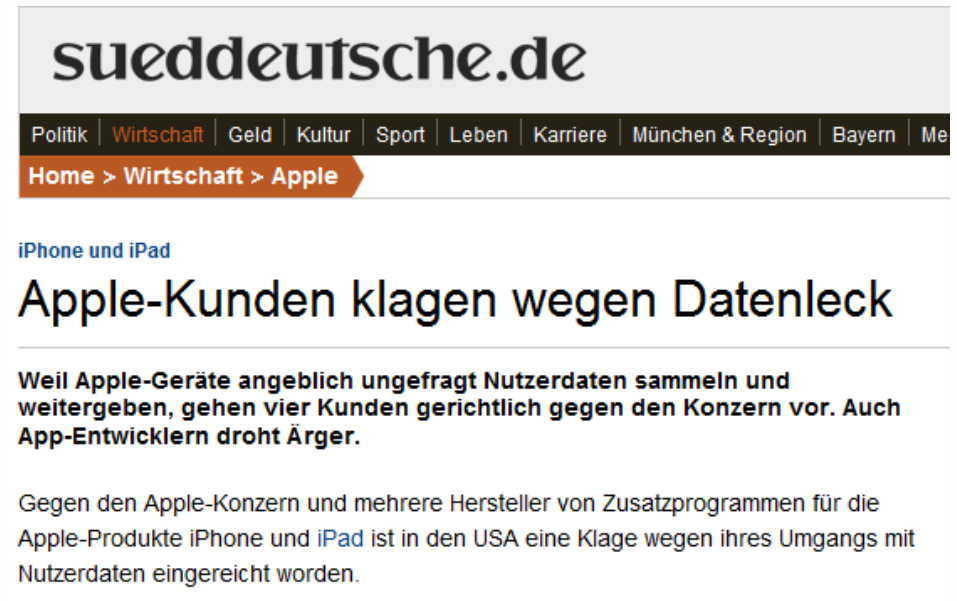 sueddeutsche.de
Politik | Wirtschaft | Geld | Kultur | Sport | Leben | Karriere | München & Region | Bayern | Me
Home > Wirtschaft > Apple
iPhone und iPad
Apple-Kunden klagen wegen Datenleck
Weil Apple-Geräte angeblich ungefragt Nutzerdaten sammeln und
weitergeben, gehen vier Kunden gerichtlich gegen den Konzern vor. Auch
App-Entwicklern droht Ärger.
Gegen den Apple-Konzern und mehrere Hersteller von Zusatzprogrammen für die
Apple-Produkte iPhone und iPad ist in den USA eine Klage wegen ihres Umgangs mit
Nutzerdaten eingereicht worden.